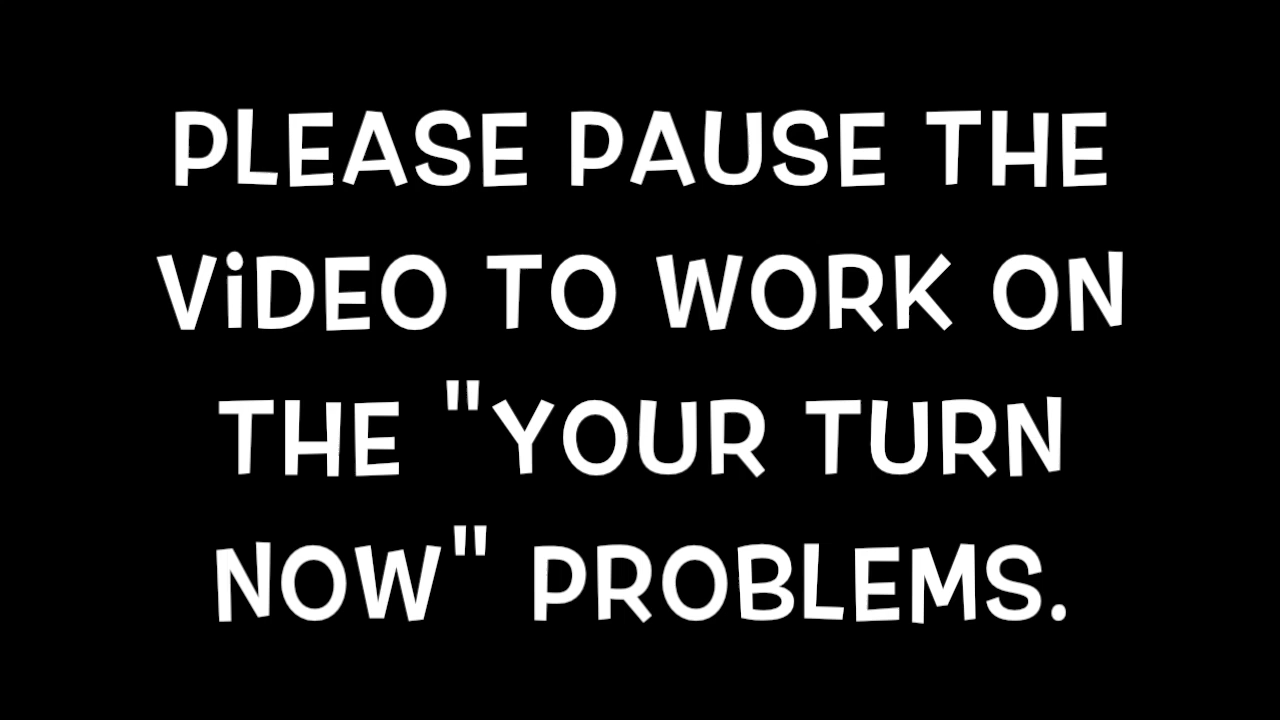 PLEASE PAUSE THE
ViDEO TO WORK ON
THE "YOUR TURN
NOW" PROBLEMS.